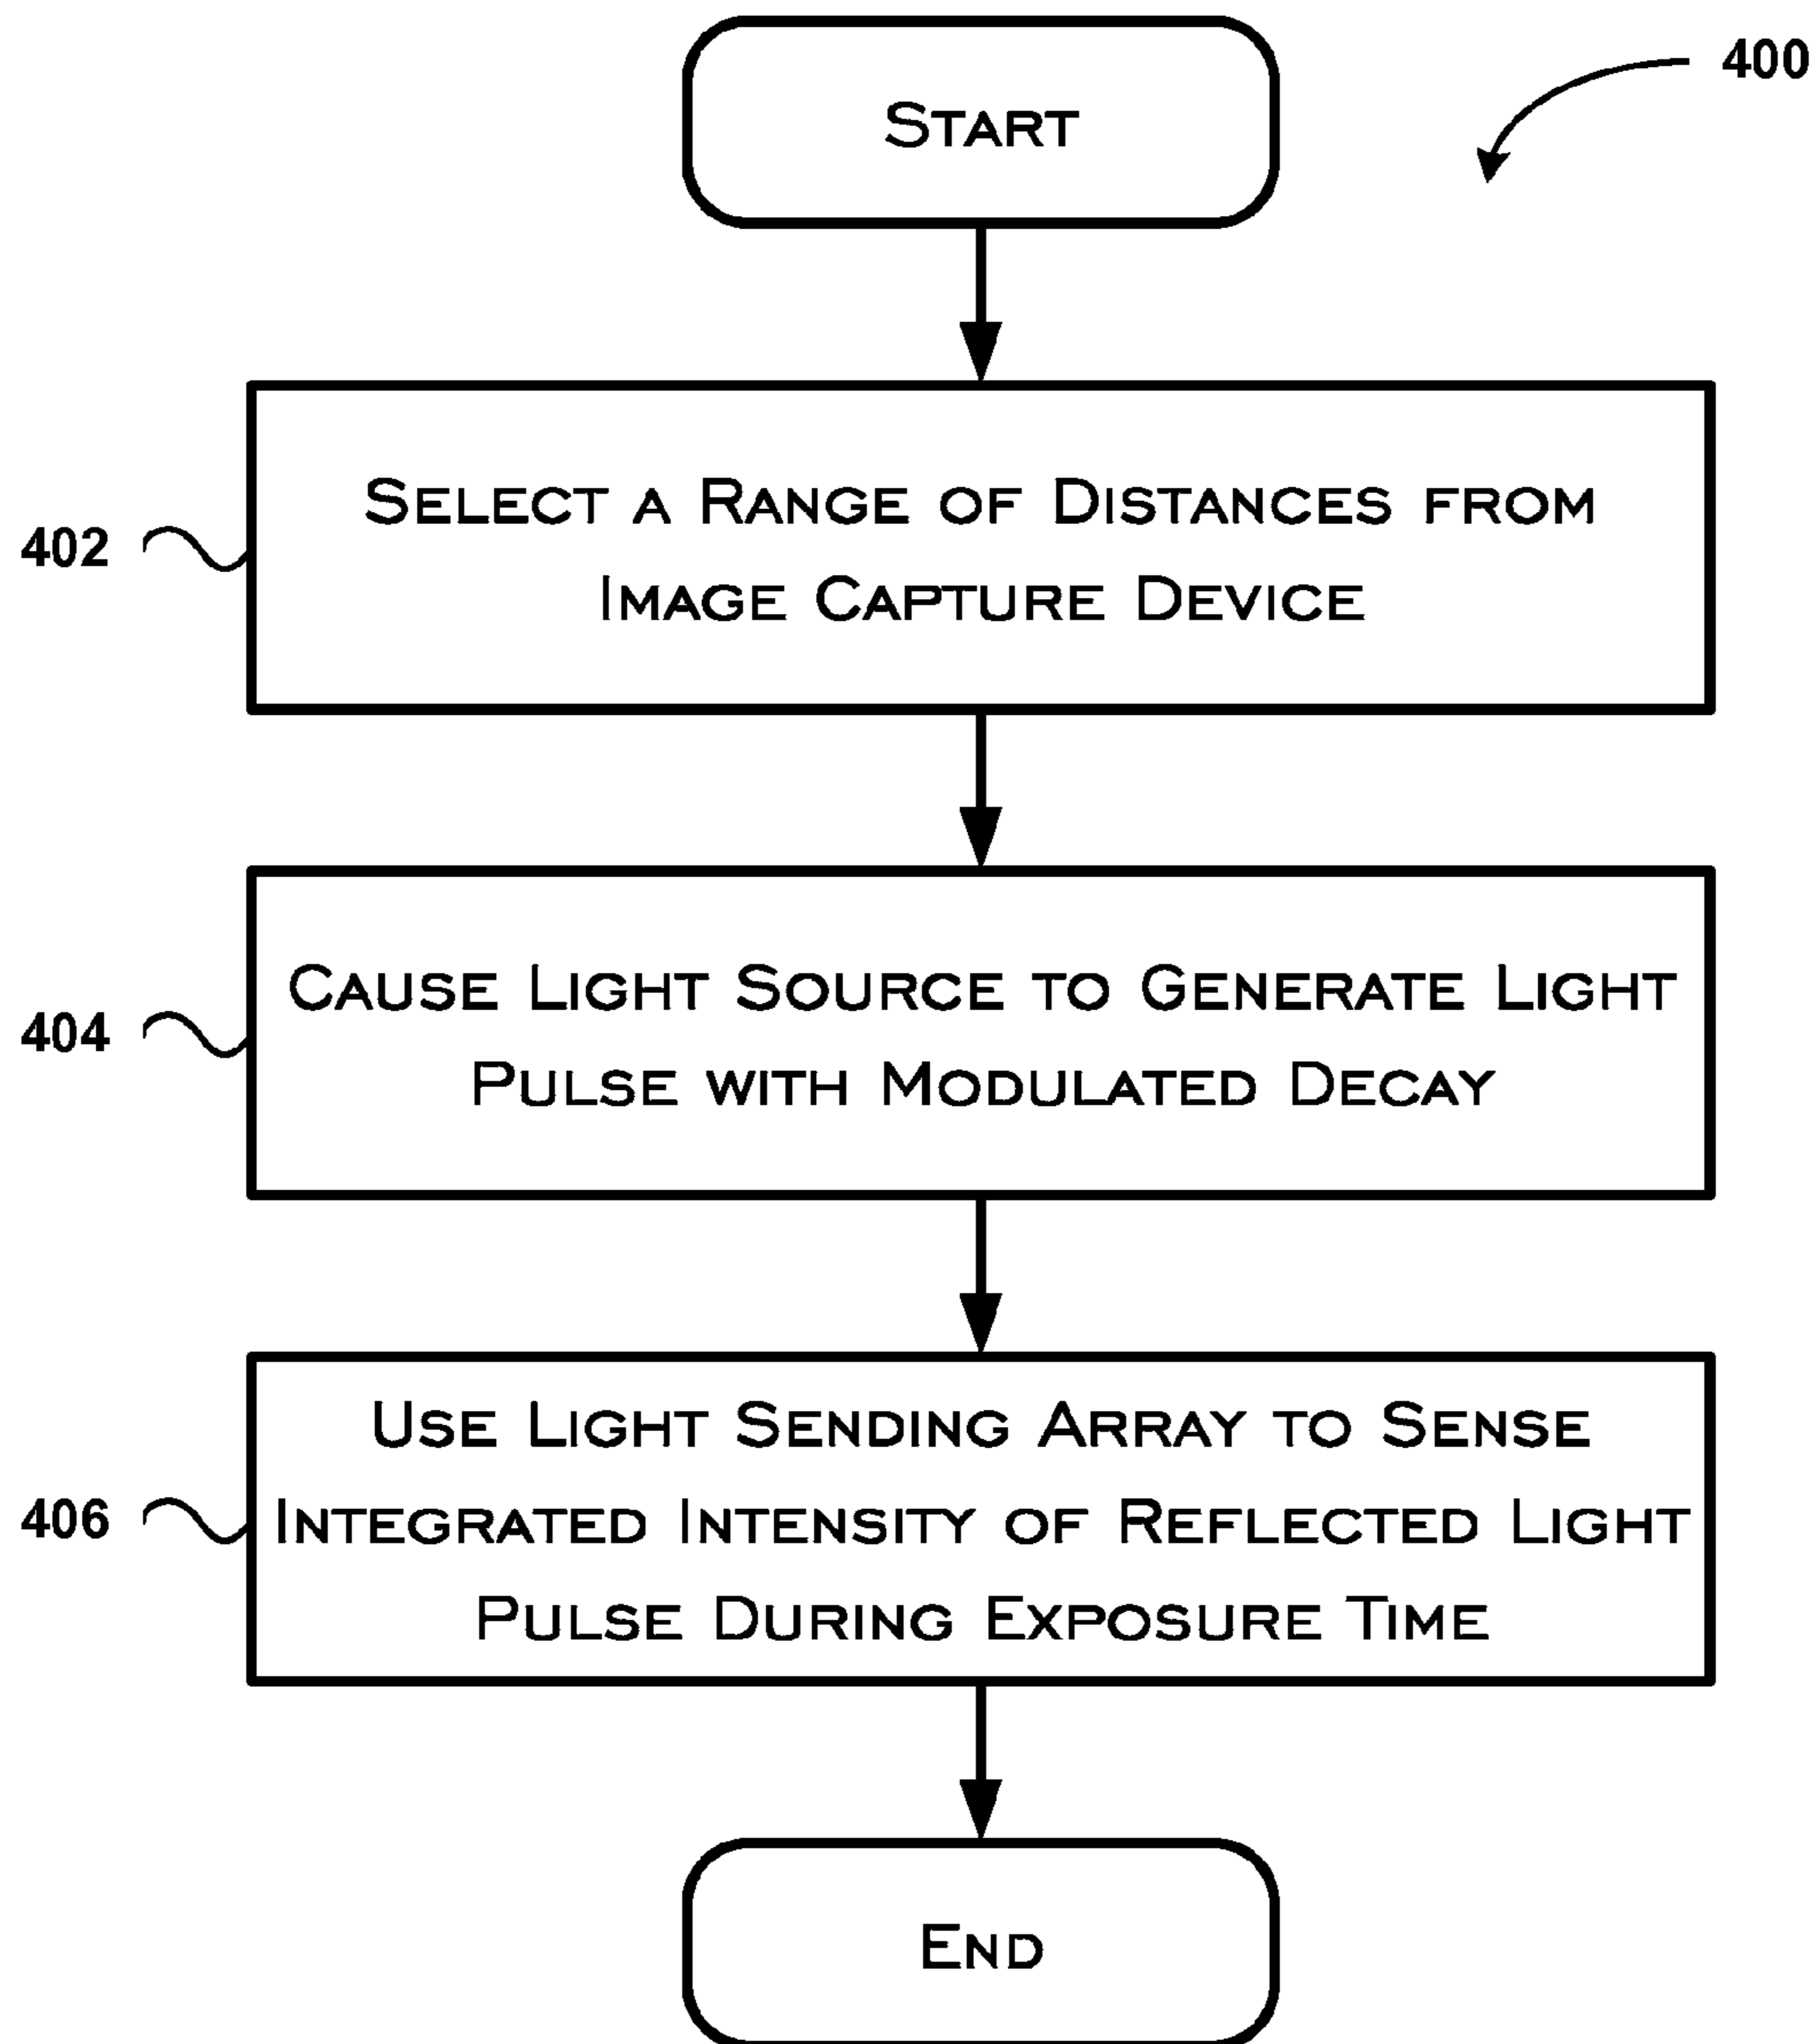 START
400
SELECT A RANGE OF DISTANCES FROM
IMAGE CAPTURE DEVICE
402
CAUSE LIGHT SOURCE TO GENERATE LIGHT
PULSE WITH MODULATED DECAY
404
USE LIGHT SENDING ARRAY TO SENSE
INTEGRATED INTENSITY OF REFLECTED LIGHT
PULSE DURING EXPOSURE TIME
406
END